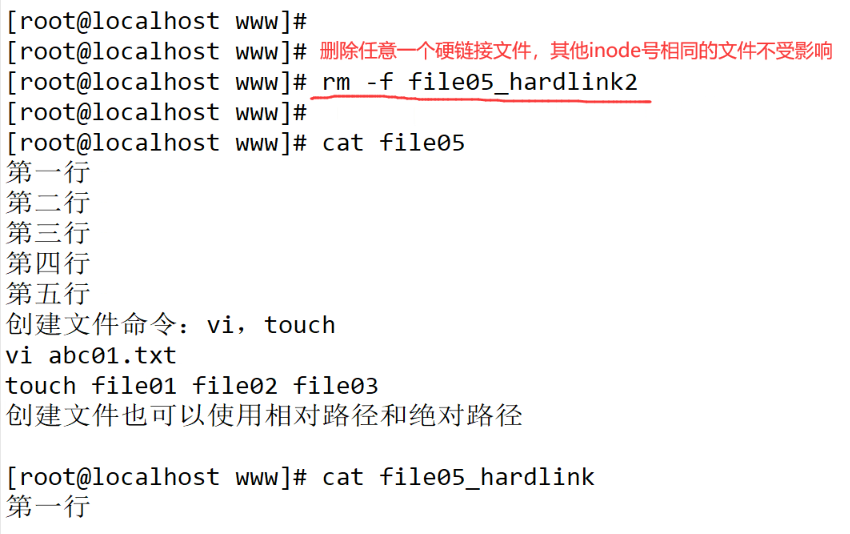 [root@localhost www]#
[root@localhost www]# 删除任意一个硬链接文件，其他inode号相同的文件不受影响
[root@localhost www]# rm -f file05_hardlink2
[root@localhost www]#
[root@localhost www]# cat file05
第一行
第二行
第三行
第四行
第五行
创建文件命令：vi，touch
vi abc01.txt
touch file01 file02 file03
创建文件也可以使用相对路径和绝对路径
[root@localhost www]# cat file05_hardlink
第一行